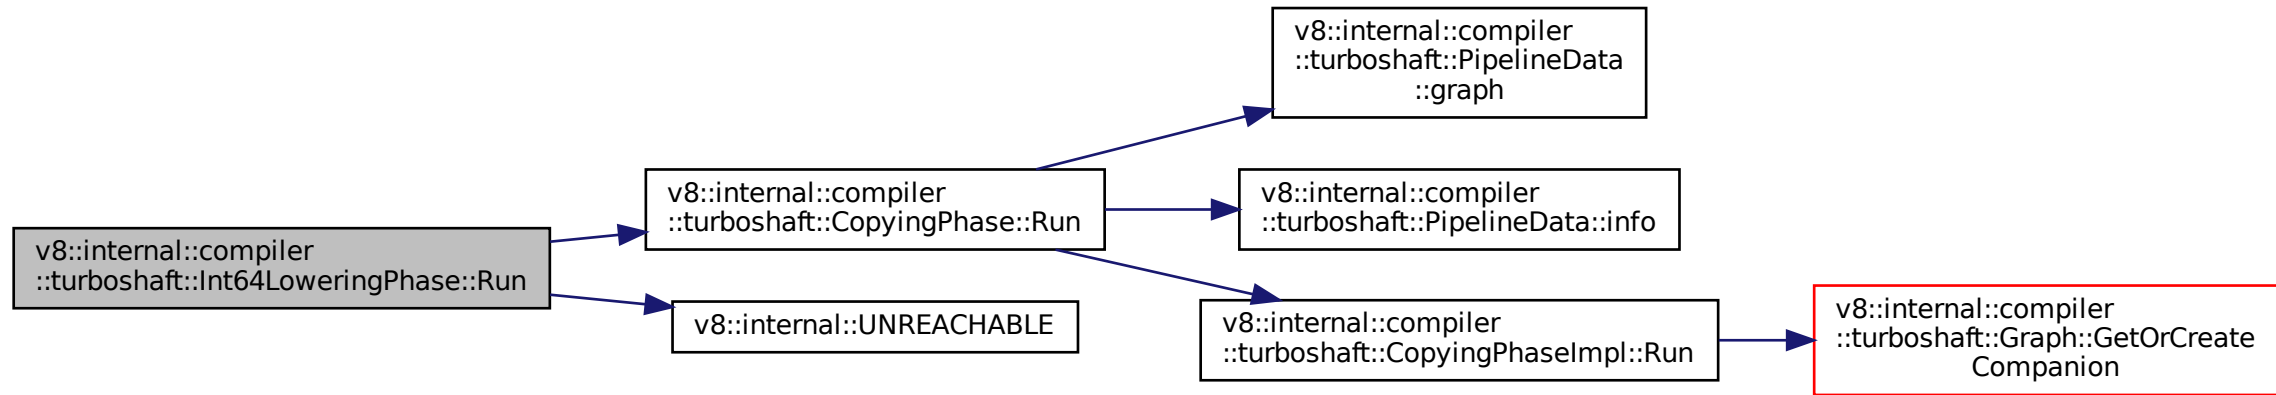 v8::internal::compiler
::turboshaft::Int64LoweringPhase::Run
v8::internal::compiler
::turboshaft::CopyingPhase::Run
v8::internal::UNREACHABLE
v8::internal::compiler
::turboshaft::PipelineData
::graph
v8::internal::compiler
::turboshaft::PipelineData::info
v8::internal::compiler
::turboshaft::CopyingPhaseImpl::Run
v8::internal::compiler
::turboshaft::Graph::GetOrCreate
Companion